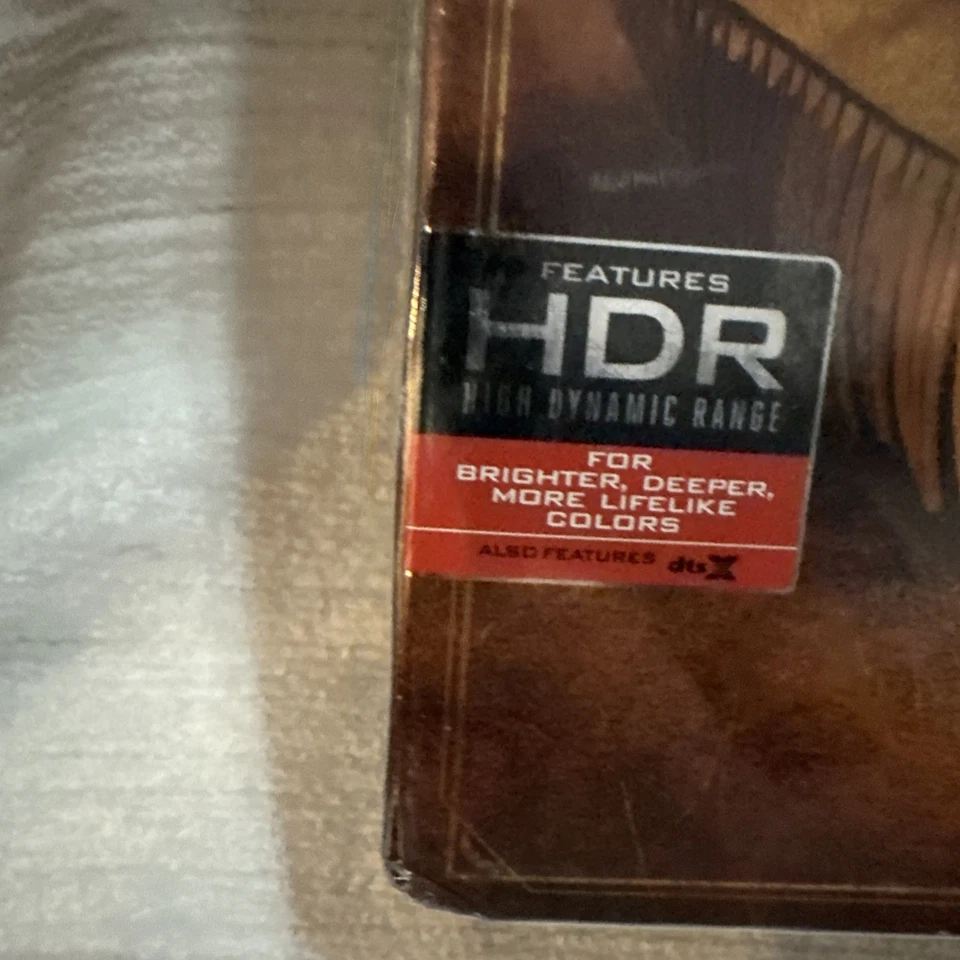 FEATURES
HDR
HIGH DYNAMIC RANGE
FOR
BRIGHTER, DEEPER,
MORE LIFELIKE
COLORS
ALSO FEATURES dts X